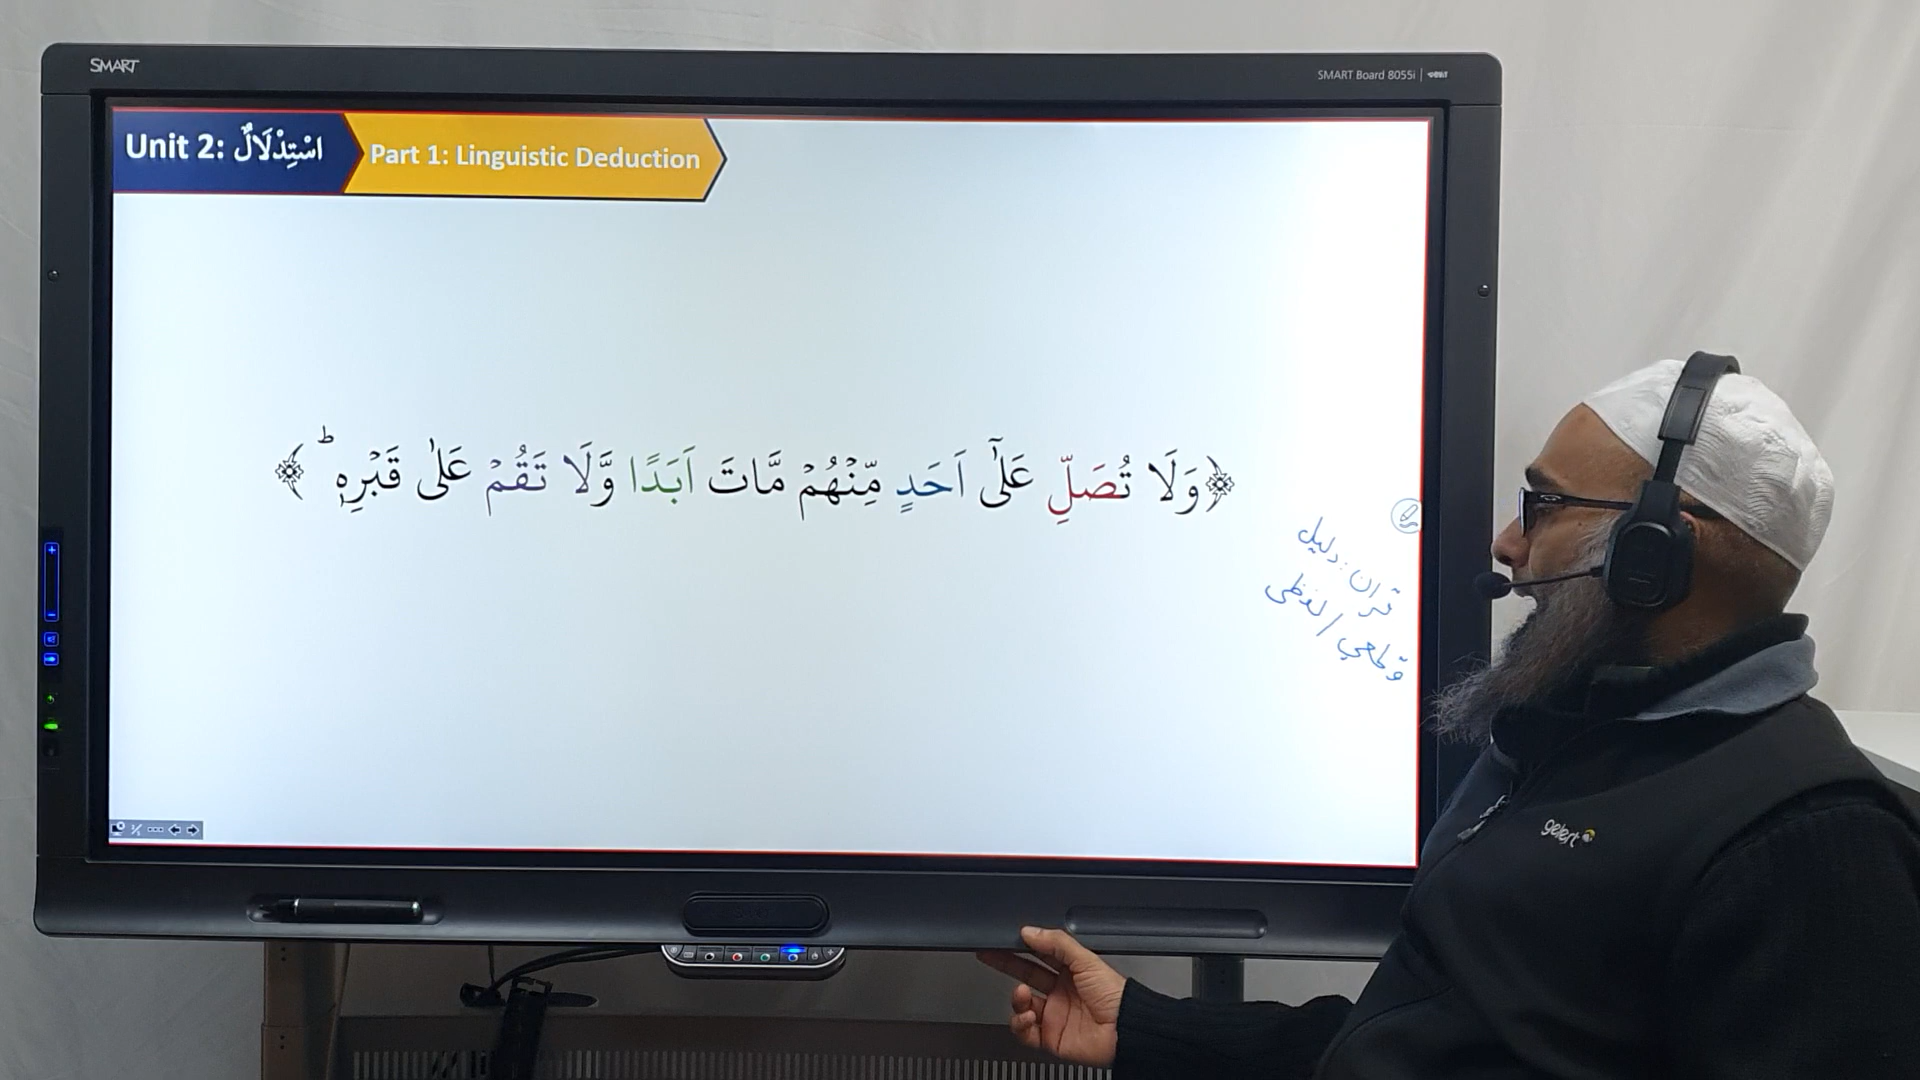 SMART
SMART Board 8055i
Unit 2: اسْتِدْلَالٌ
Part 1: Linguistic Deduction
﴿وَلَا تُصَلِّ عَلٰٓى اَحَدٍ مِّنْهُمْ مَّاتَ اَبَدًا وَّلَا تَقُمْ عَلٰى قَبْرِهٖ ؕ﴾
قرآن : دليل
قطعي / لفظي
gelert